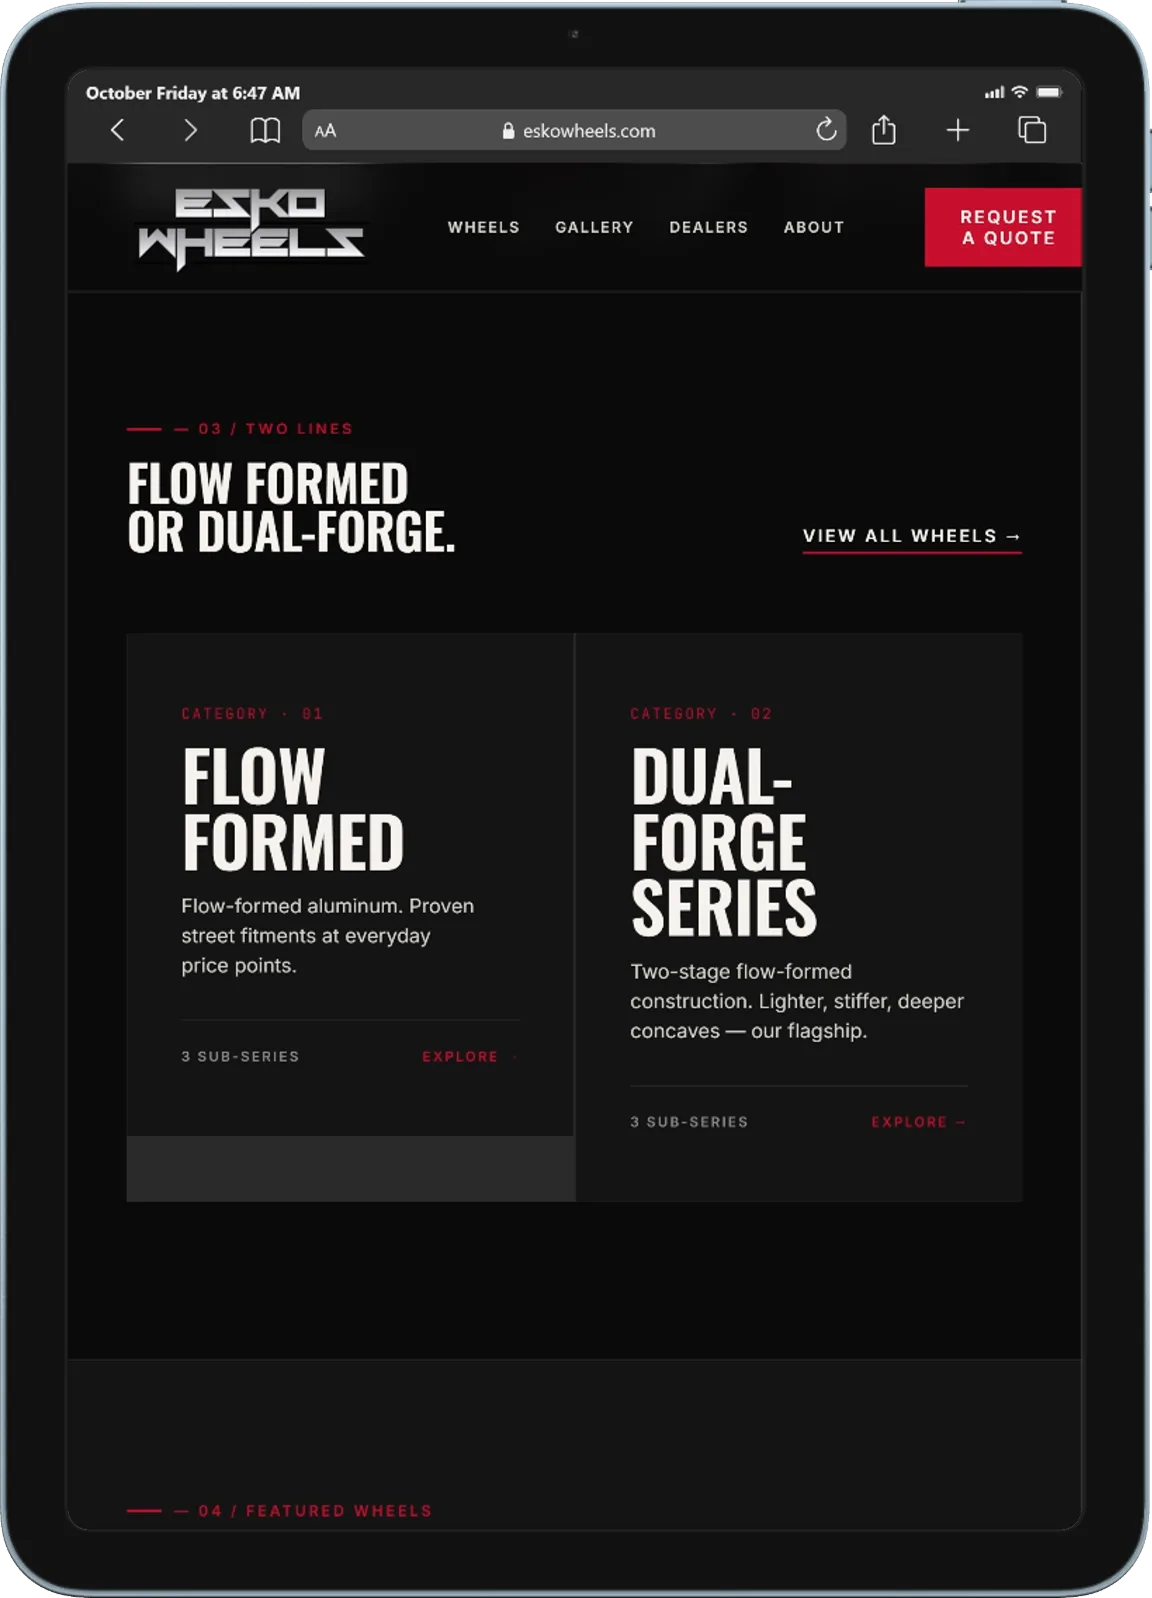 October Friday at 6:47 AM
AA
eskowheels.com
ESKO
WHEELS
WHEELS GALLERY DEALERS ABOUT
REQUEST
A QUOTE
— 03 / TWO LINES
FLOW FORMED
OR DUAL-FORGE.
VIEW ALL WHEELS →
CATEGORY · 01
FLOW
FORMED
Flow-formed aluminum. Proven
street fitments at everyday
price points.
3 SUB-SERIES
EXPLORE
CATEGORY · 02
DUAL-
FORGE
SERIES
Two-stage flow-formed
construction. Lighter, stiffer, deeper
concaves — our flagship.
3 SUB-SERIES
EXPLORE →
— 04 / FEATURED WHEELS